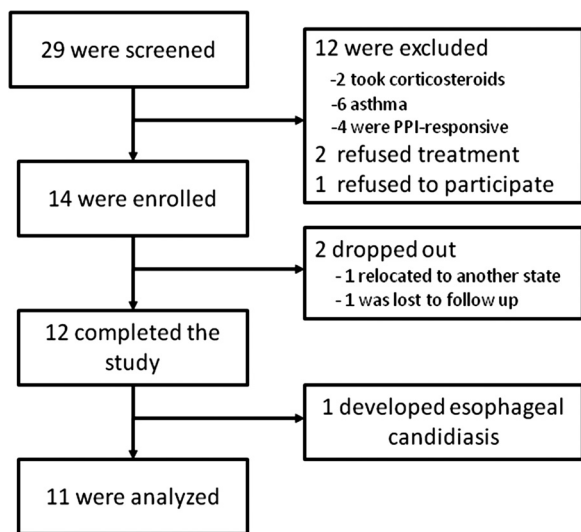 29 were screened
12 were excluded
-2 took corticosteroids
-6 asthma
-4 were PPI-responsive
2 refused treatment
1 refused to participate
14 were enrolled
2 dropped out
- 1 relocated to another state
- 1 was lost to follow up
12 completed the
study
1 developed esophageal
candidiasis
11 were analyzed